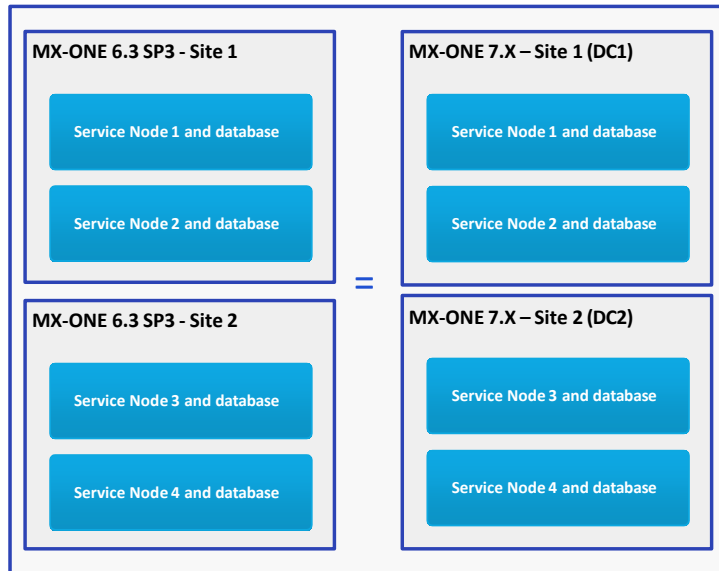 MX-ONE 6.3 SP3 - Site 1
Service Node 1 and database
Service Node 2 and database
MX-ONE 6.3 SP3 - Site 2
Service Node 3 and database
Service Node 4 and database
=
MX-ONE 7.X – Site 1 (DC1)
Service Node 1 and database
Service Node 2 and database
MX-ONE 7.X – Site 2 (DC2)
Service Node 3 and database
Service Node 4 and database